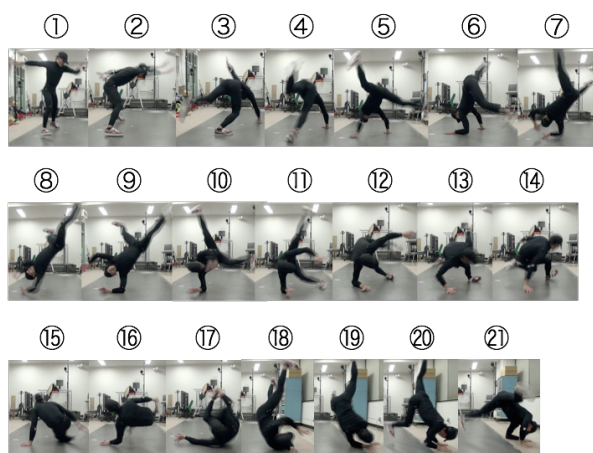 ① ② ③ ④ ⑤ ⑥ ⑦
⑧ ⑨ ⑩ ⑪ ⑫ ⑬ ⑭
⑮ ⑯ ⑰ ⑱ ⑲ ⑳ ㉑